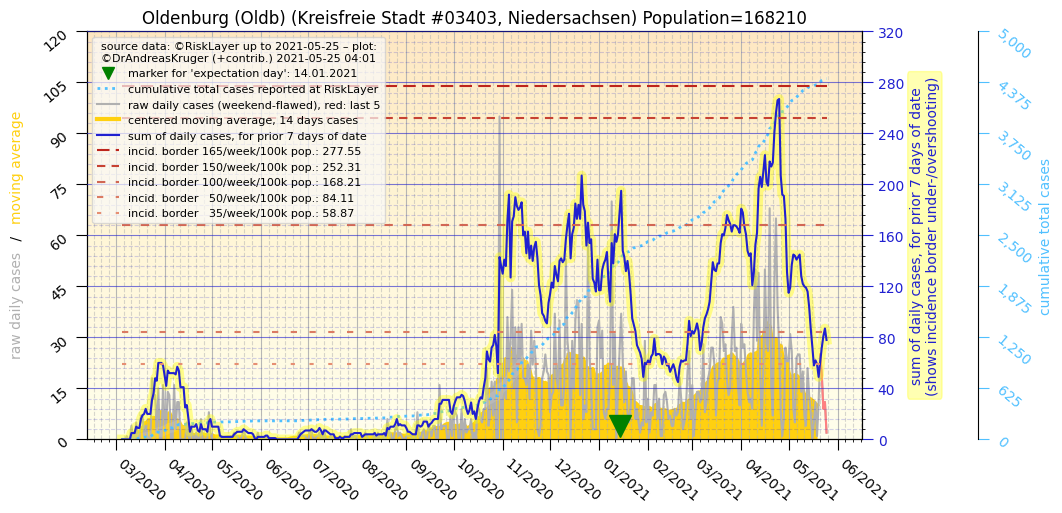 Oldenburg (Oldb) (Kreisfreie Stadt #03403, Niedersachsen) Population=168210
source data: ©RiskLayer up to 2021-05-25 – plot:
©DrAndreasKruger (+contrib.) 2021-05-25 04:01
marker for 'expectation day': 14.01.2021
cumulative total cases reported at RiskLayer
raw daily cases (weekend-flawed), red: last 5
centered moving average, 14 days cases
sum of daily cases, for prior 7 days of date
incid. border 165/week/100k pop.: 277.55
incid. border 150/week/100k pop.: 252.31
incid. border 100/week/100k pop.: 168.21
incid. border   50/week/100k pop.: 84.11
incid. border   35/week/100k pop.: 58.87
raw daily cases / moving average
120
105
90
75
60
45
30
15
0
03/2020
04/2020
05/2020
06/2020
07/2020
08/2020
09/2020
10/2020
11/2020
12/2020
01/2021
02/2021
03/2021
04/2021
05/2021
06/2021
320
280
240
200
160
120
80
40
0
sum of daily cases, for prior 7 days of date
(shows incidence border under-/overshooting)
5,000
4,375
3,750
3,125
2,500
1,875
1,250
625
0
cumulative total cases